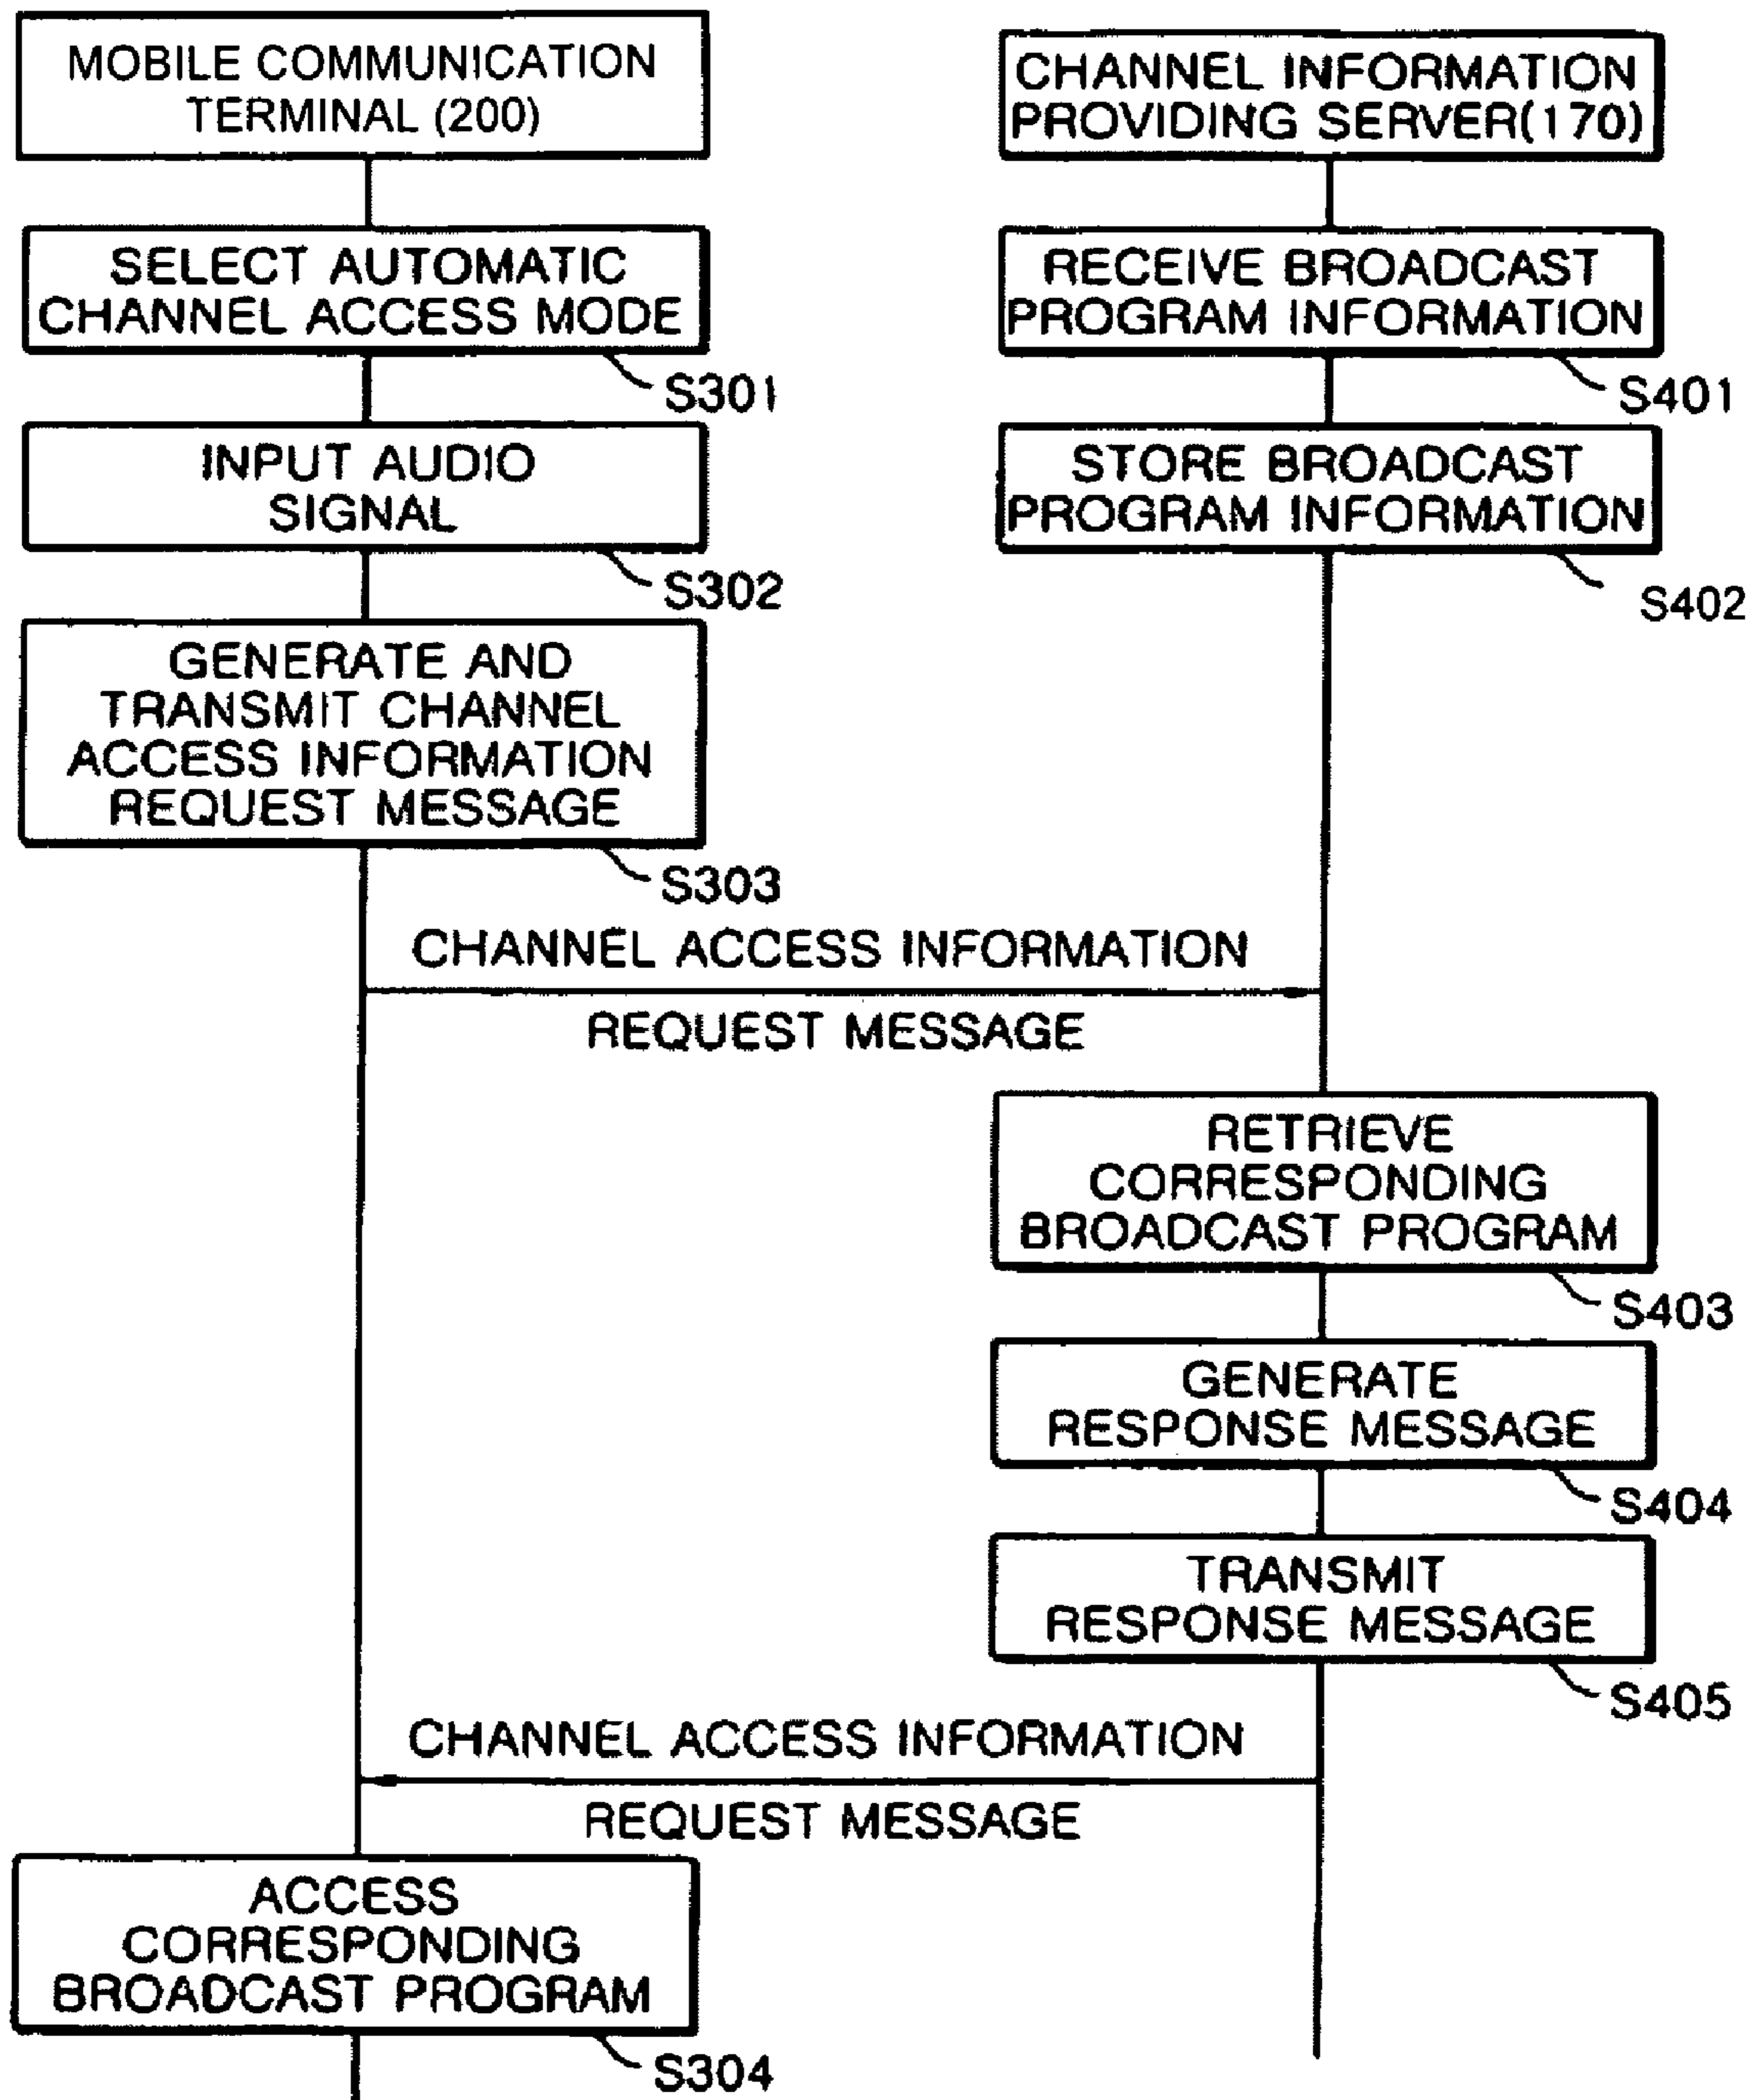 MOBILE COMMUNICATION
TERMINAL (200)
CHANNEL INFORMATION
PROVIDING SERVER(170)
SELECT AUTOMATIC
CHANNEL ACCESS MODE
S301
RECEIVE BROADCAST
PROGRAM INFORMATION
S401
INPUT AUDIO
SIGNAL
S302
STORE BROADCAST
PROGRAM INFORMATION
S402
GENERATE AND
TRANSMIT CHANNEL
ACCESS INFORMATION
REQUEST MESSAGE
S303
CHANNEL ACCESS INFORMATION
REQUEST MESSAGE
RETRIEVE
CORRESPONDING
BROADCAST PROGRAM
S403
GENERATE
RESPONSE MESSAGE
S404
TRANSMIT
RESPONSE MESSAGE
S405
CHANNEL ACCESS INFORMATION
REQUEST MESSAGE
ACCESS
CORRESPONDING
BROADCAST PROGRAM
S304